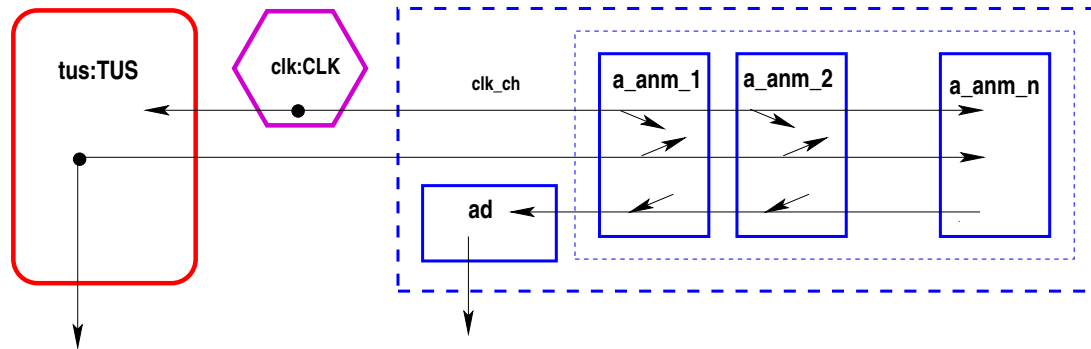 tus:TUS
clk:CLK
clk_ch
a_anm_1
a_anm_2
a_anm_n
ad